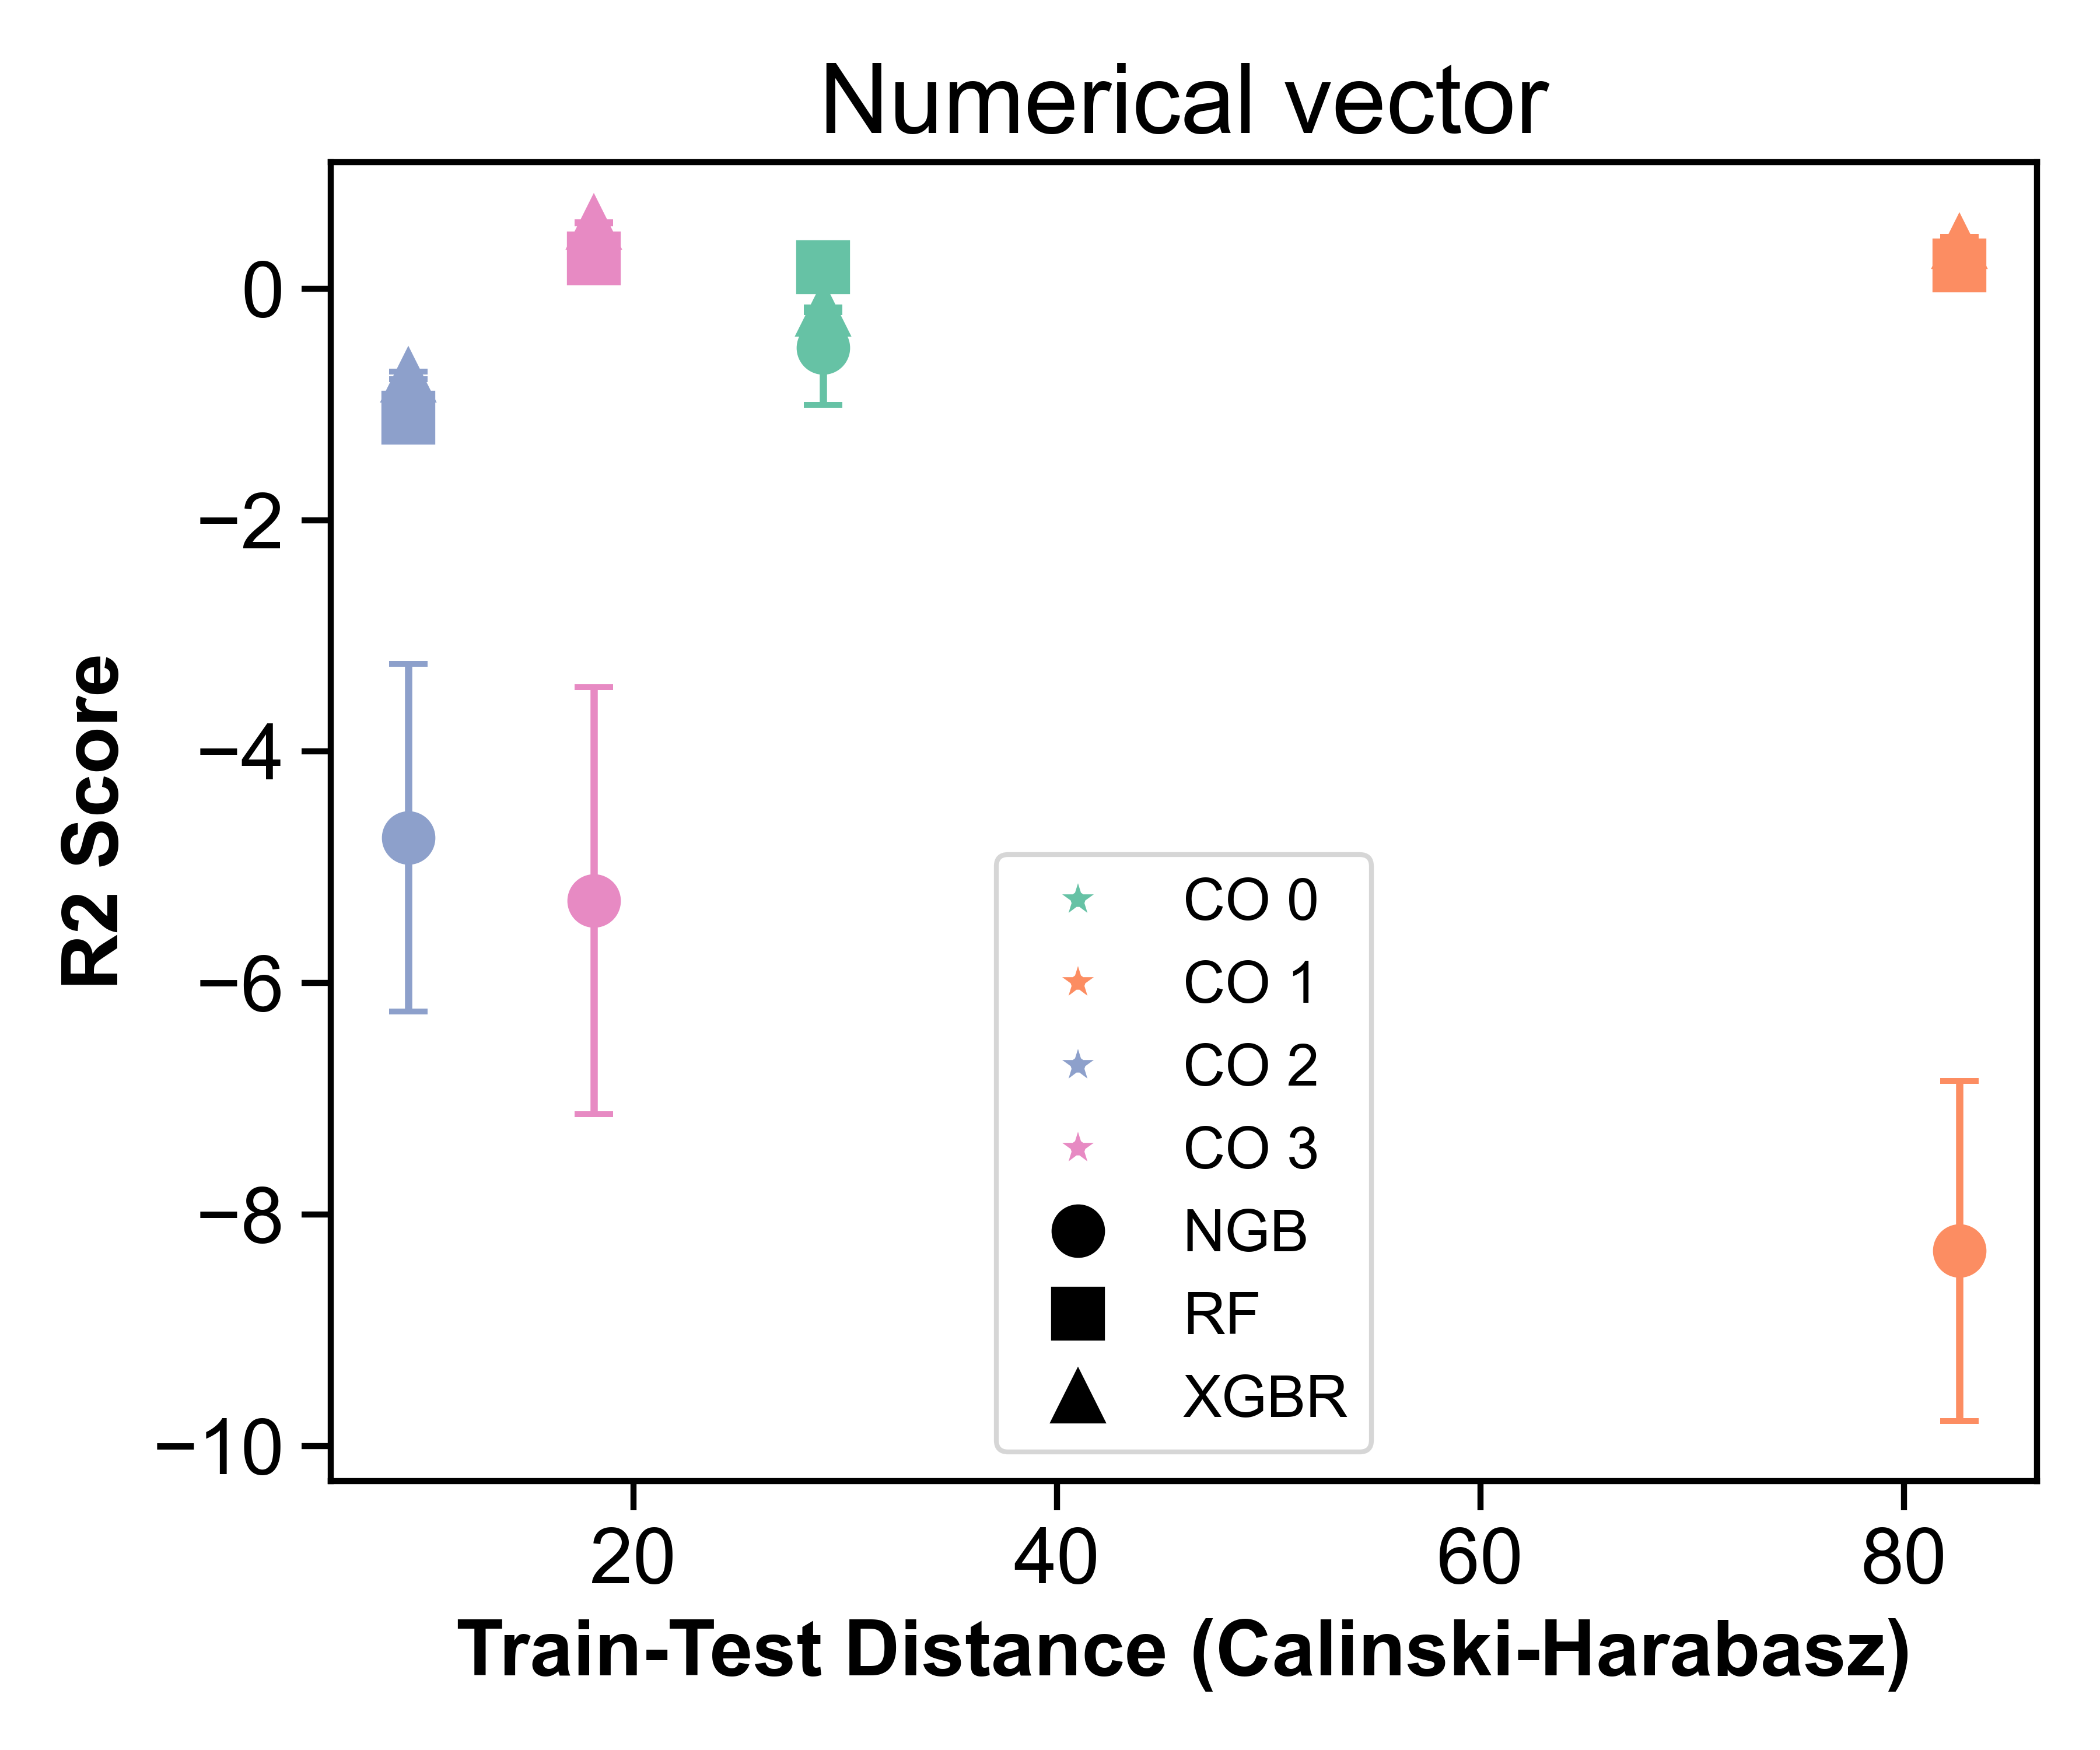 Numerical vector
0
−2
−4
−6
−8
−10
R2 Score
CO 0
CO 1
CO 2
CO 3
NGB
RF
XGBR
20 40 60 80
Train-Test Distance (Calinski-Harabasz)